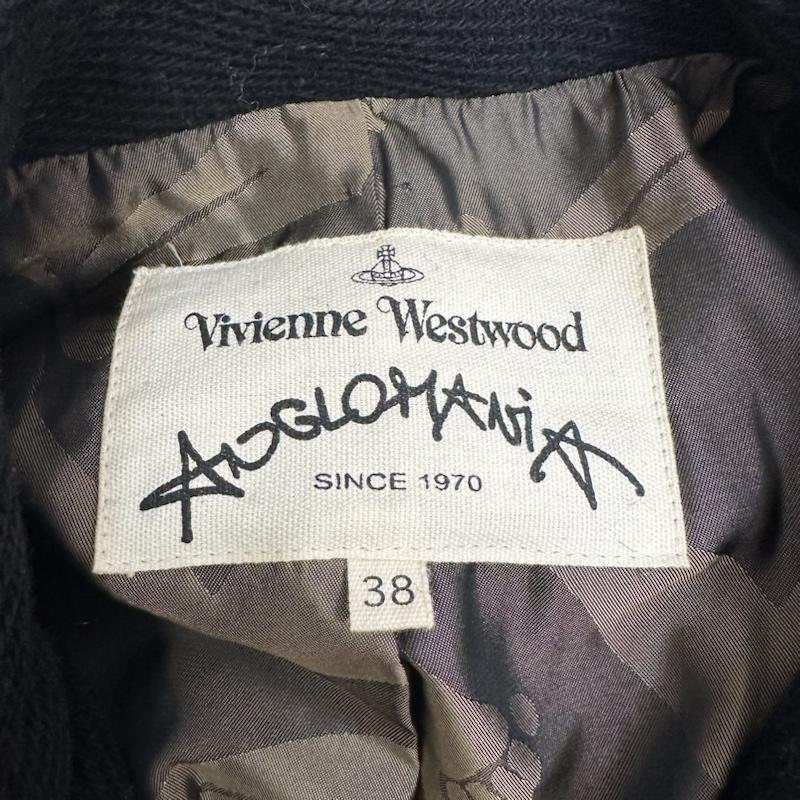 Vivienne Westwood
ANGLOMANIA
SINCE 1970
38